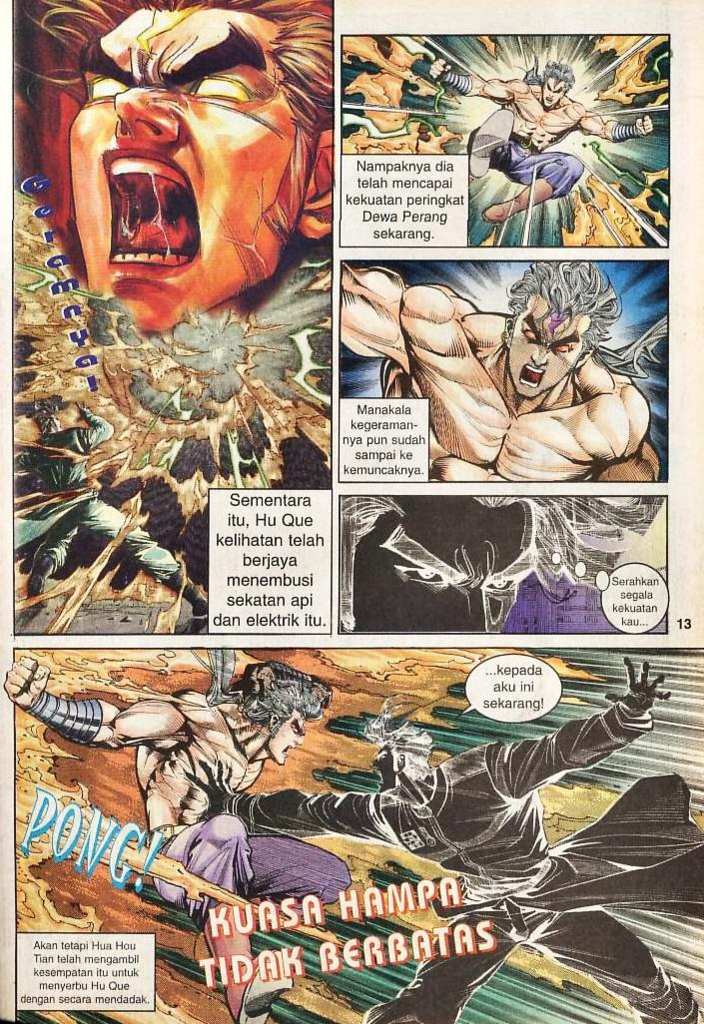 Geramnya!
Sementara
itu, Hu Que
kelihatan telah
berjaya
menembusi
sekatan api
dan elektrik itu.
Nampaknya dia
telah mencapai
kekuatan peringkat
Dewa Perang
sekarang.
Manakala
kegeraman-
nya pun sudah
sampai ke
kemuncaknya.
Serahkan
segala
kekuatan
kau...
13
...kepada
aku ini
sekarang!
PONG!
KUASA HAMPA
TIDAK BERBATAS
Akan tetapi Hua Hou
Tian telah mengambil
kesempatan itu untuk
menyerbu Hu Que
dengan secara mendadak.